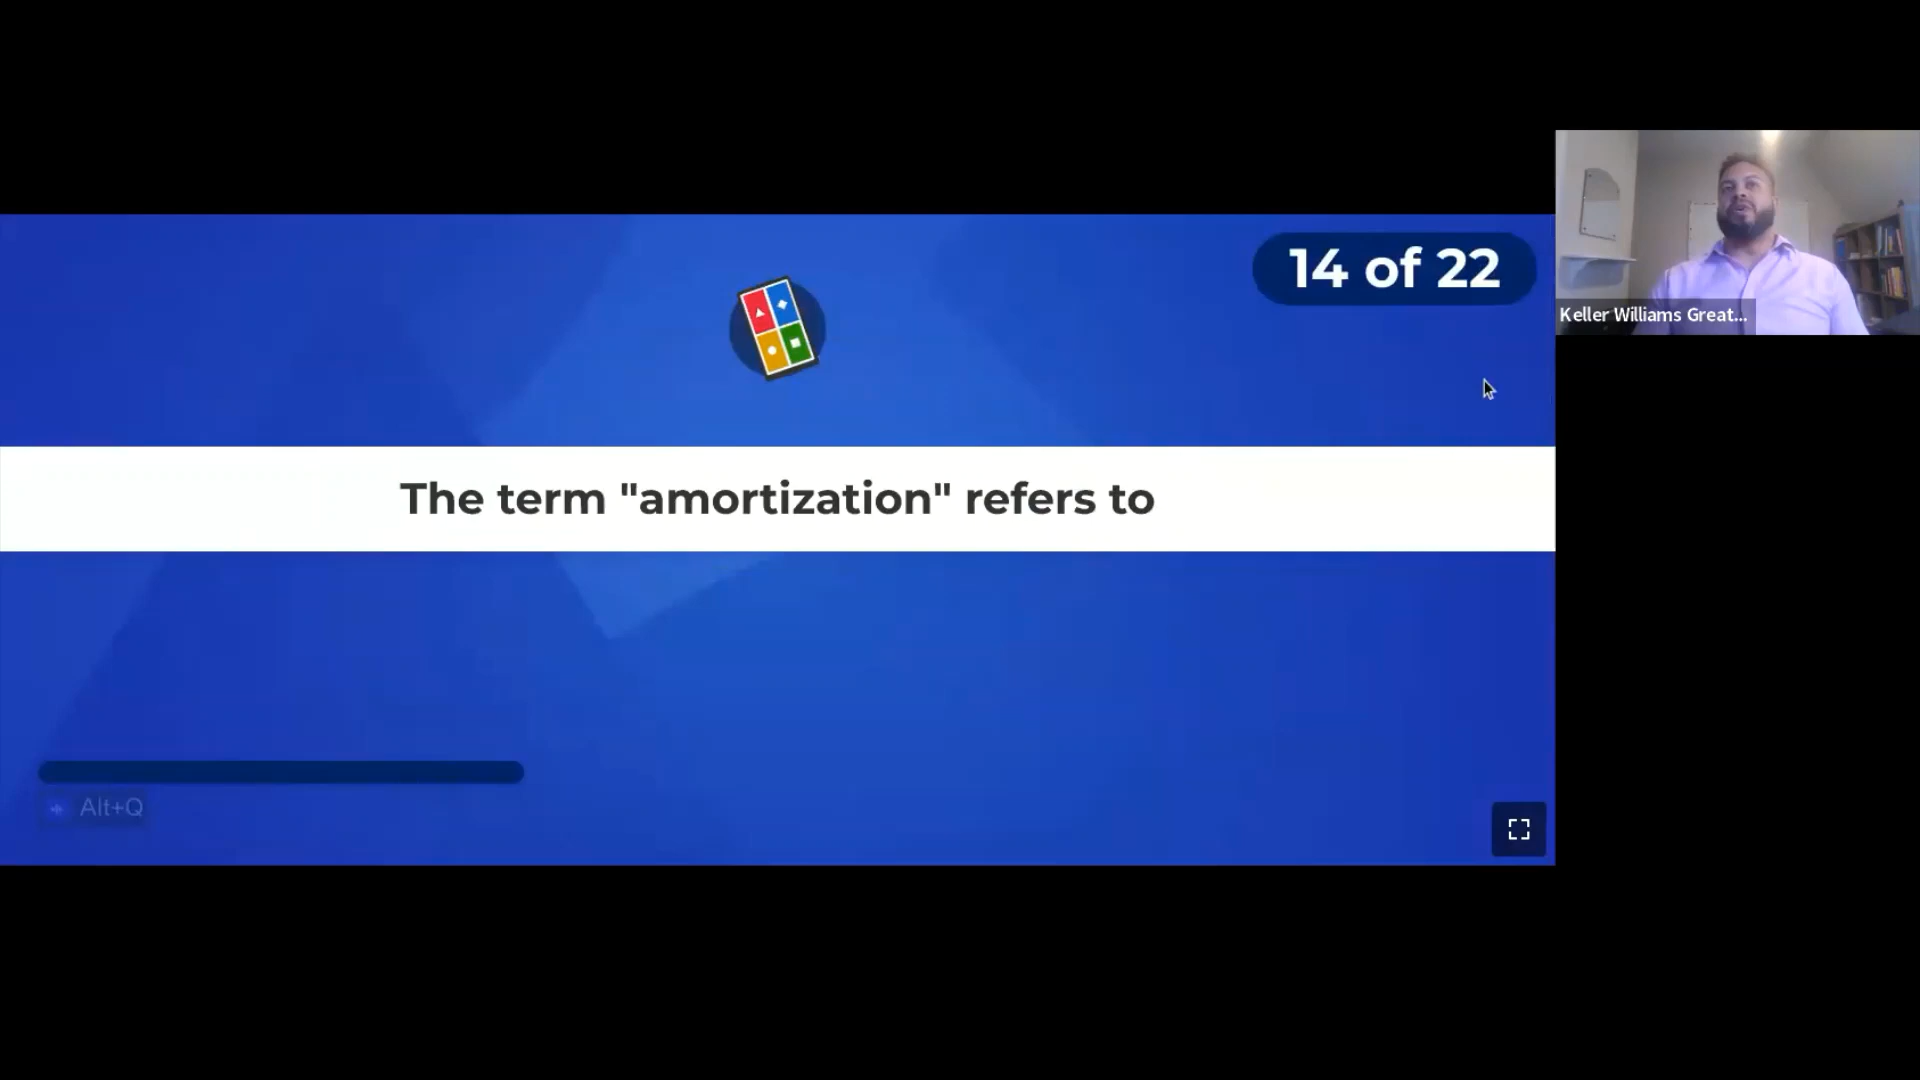 14 of 22
Keller Williams Great...
The term "amortization" refers to
Alt+Q